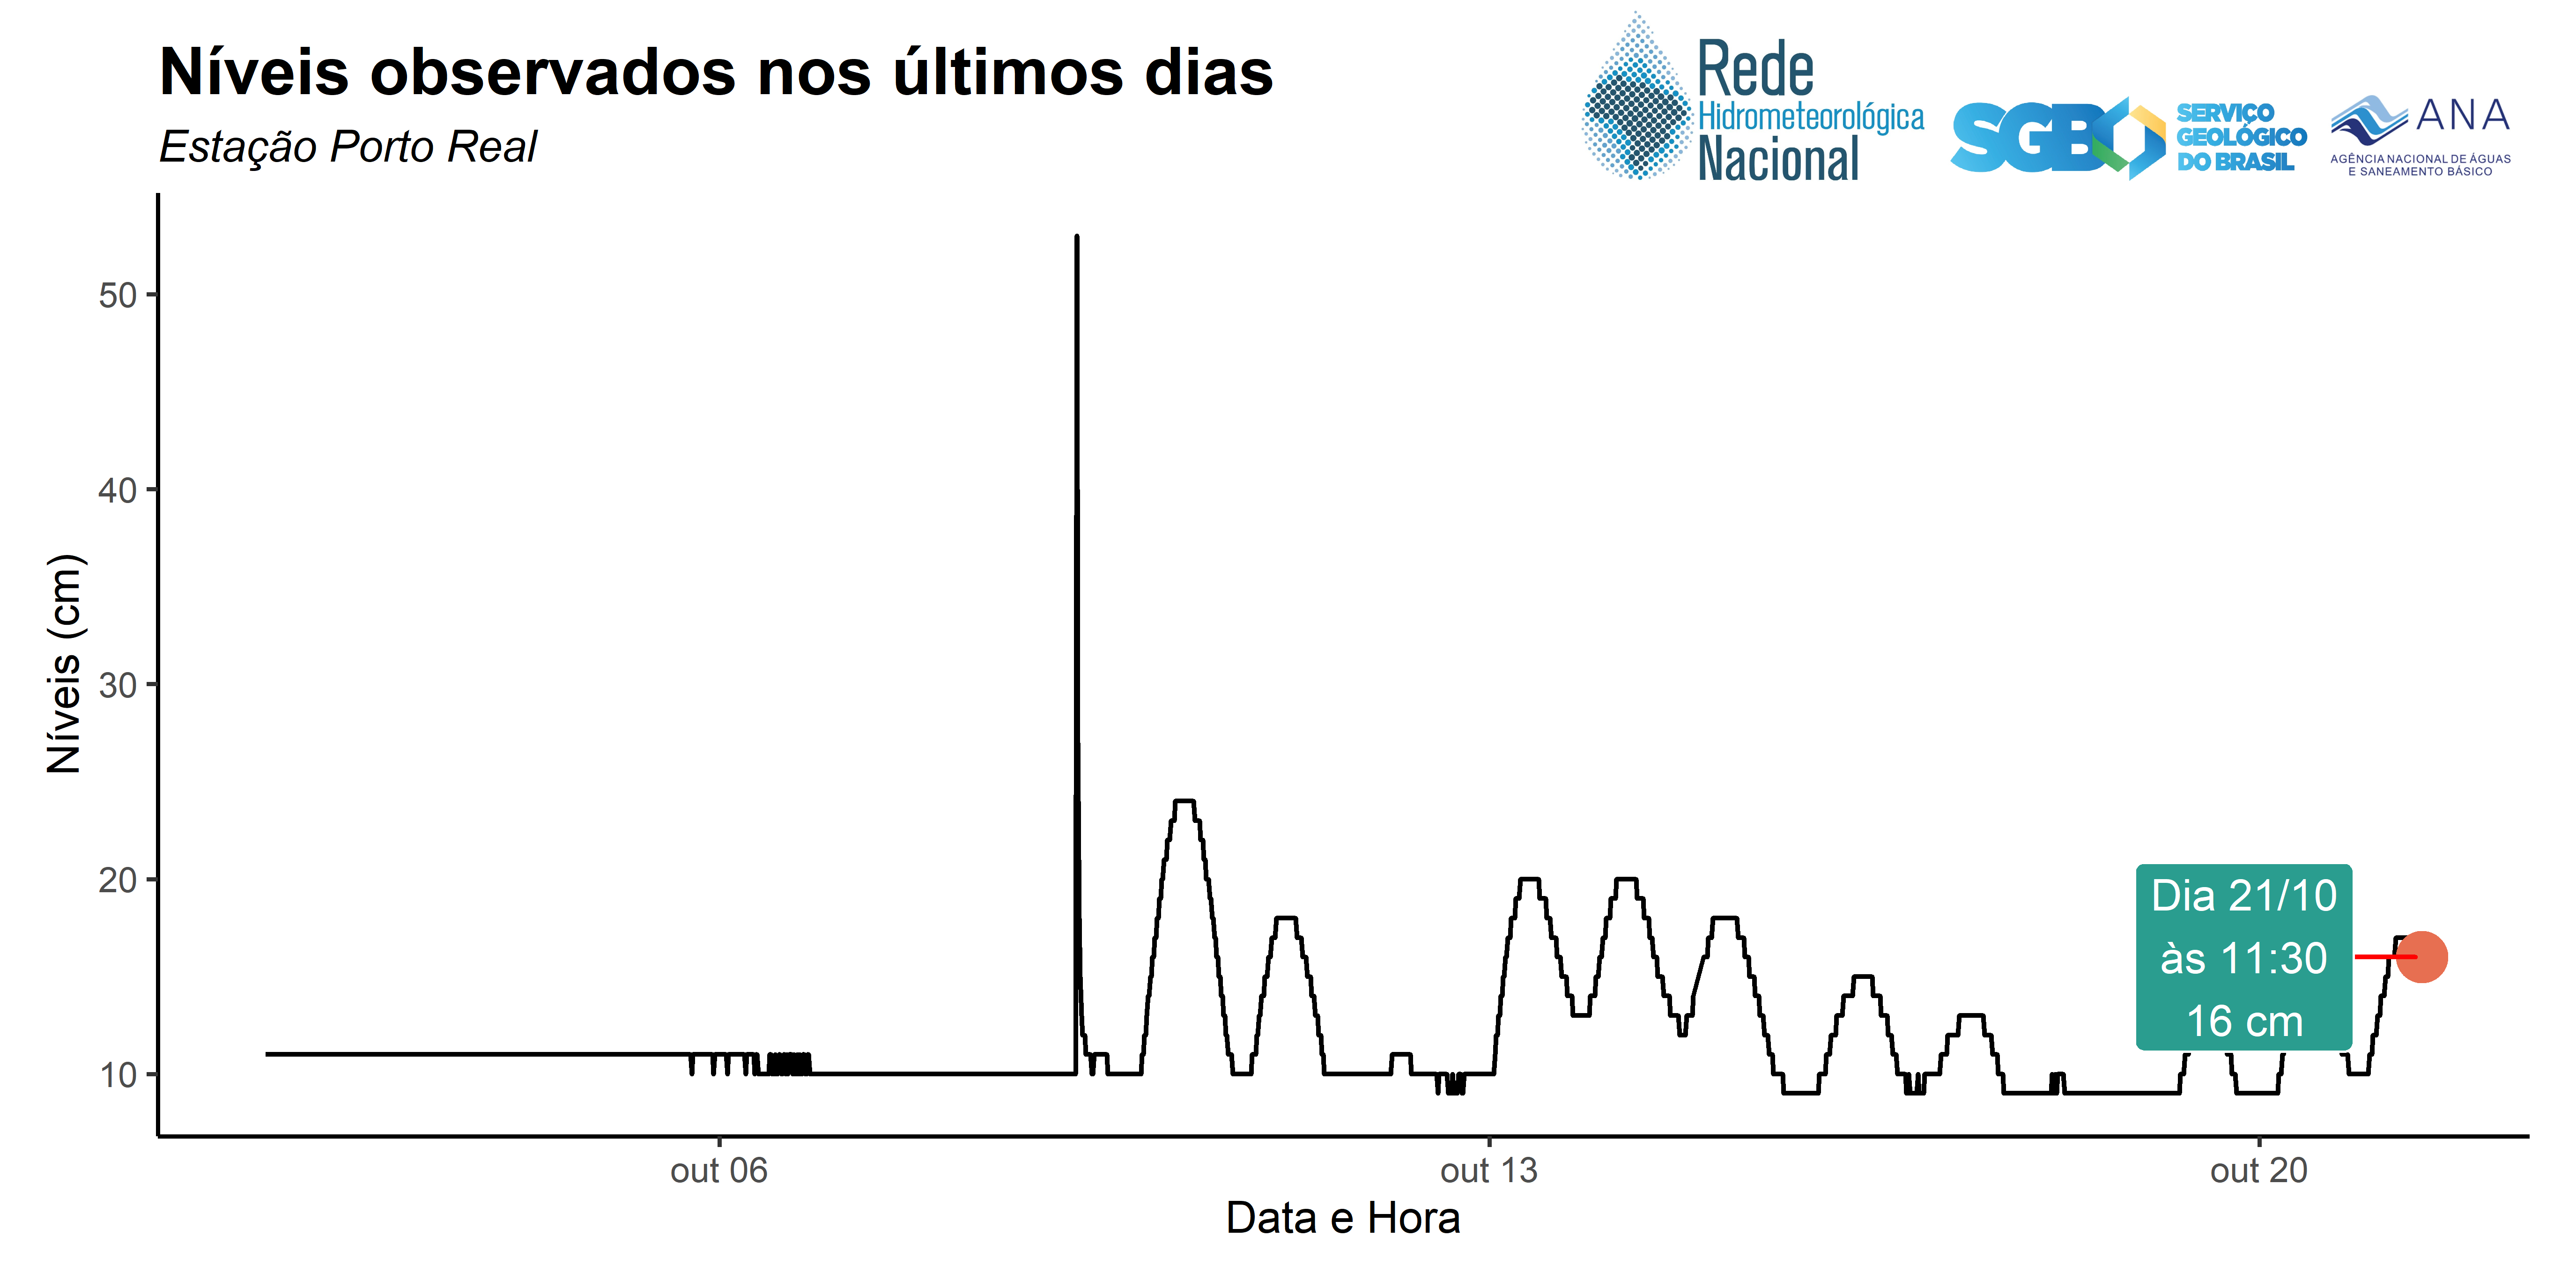 Níveis observados nos últimos dias
Estação Porto Real
Rede
Hidrometeorológica
Nacional
SGB
SERVIÇO
GEOLÓGICO
DO BRASIL
ANA
AGÊNCIA NACIONAL DE ÁGUAS
E SANEAMENTO BÁSICO
Níveis (cm)
50
40
30
20
10
Dia 21/10
às 11:30
16 cm
out 06
out 13
out 20
Data e Hora